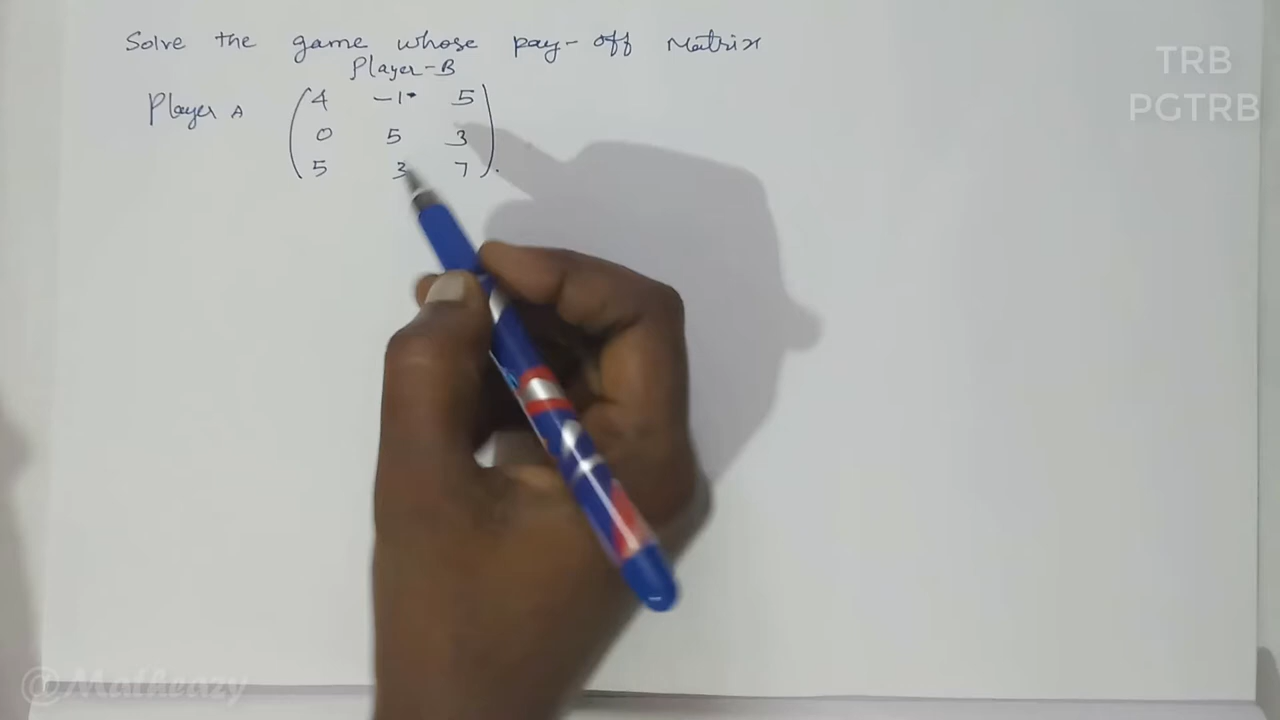 Solve the game whose pay-off Matrix
Player-B
Player A
4 -1 5
0 5 3
5 3 7
TRB
PGTRB
@Matheazy